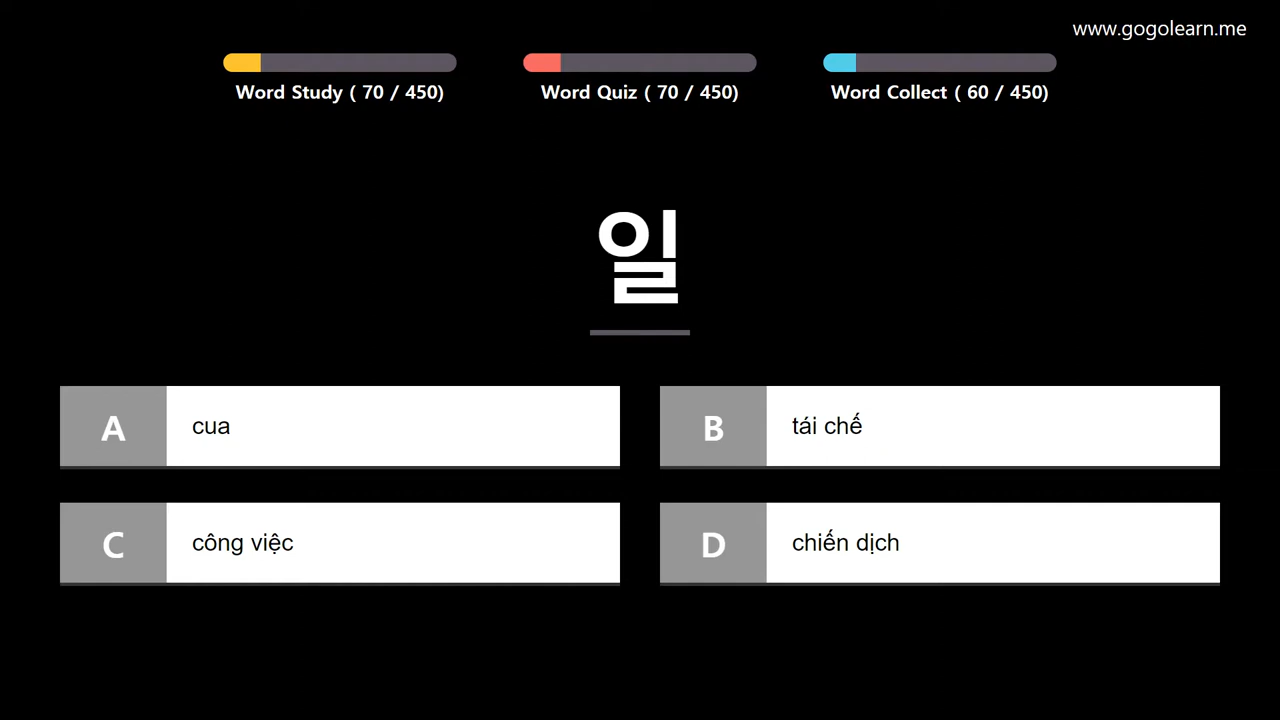 www.gogolearn.me
Word Study ( 70 / 450)
Word Quiz ( 70 / 450)
Word Collect ( 60 / 450)
일
A cua
B tái chế
C công việc
D chiến dịch